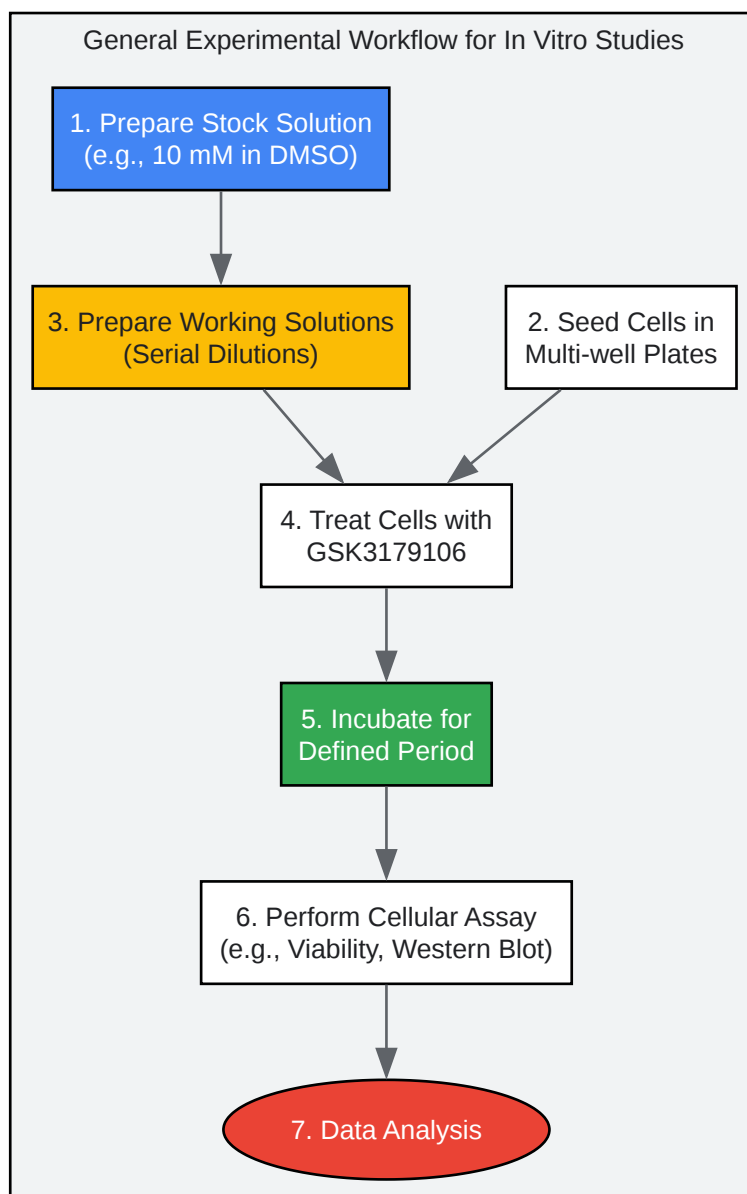 General Experimental Workflow for In Vitro Studies
1. Prepare Stock Solution
(e.g., 10 mM in DMSO)
3. Prepare Working Solutions
(Serial Dilutions)
2. Seed Cells in
Multi-well Plates
4. Treat Cells with
GSK3179106
5. Incubate for
Defined Period
6. Perform Cellular Assay
(e.g., Viability, Western Blot)
7. Data Analysis